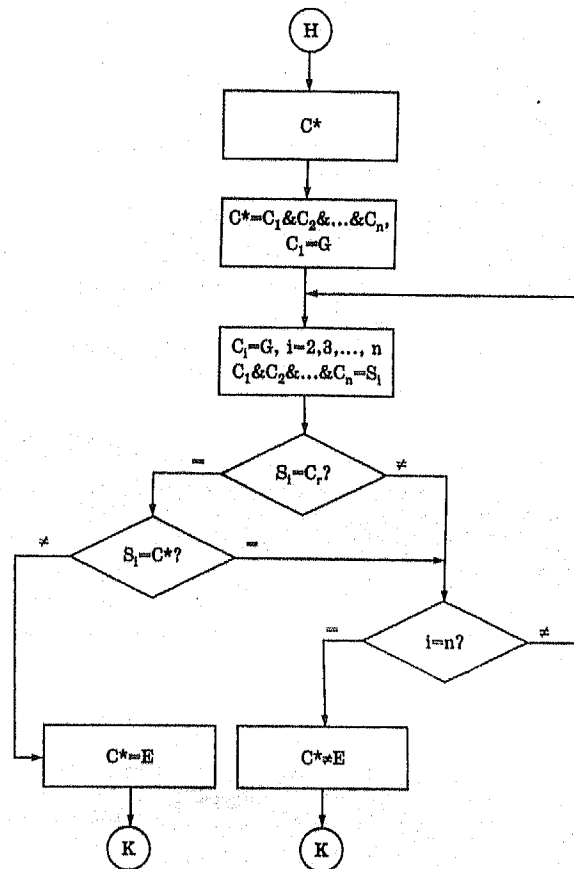 H
C*
C*=C₁&C₂&...&Cₙ,
C₁=G
Cᵢ=G, i=2,3,..., n
C₁&C₂&...&Cₙ=Sᵢ
=
Sᵢ=Cᵣ?
≠
≠
Sᵢ=C*?
=
=
i=n?
≠
C*=E
C*≠E
K
K